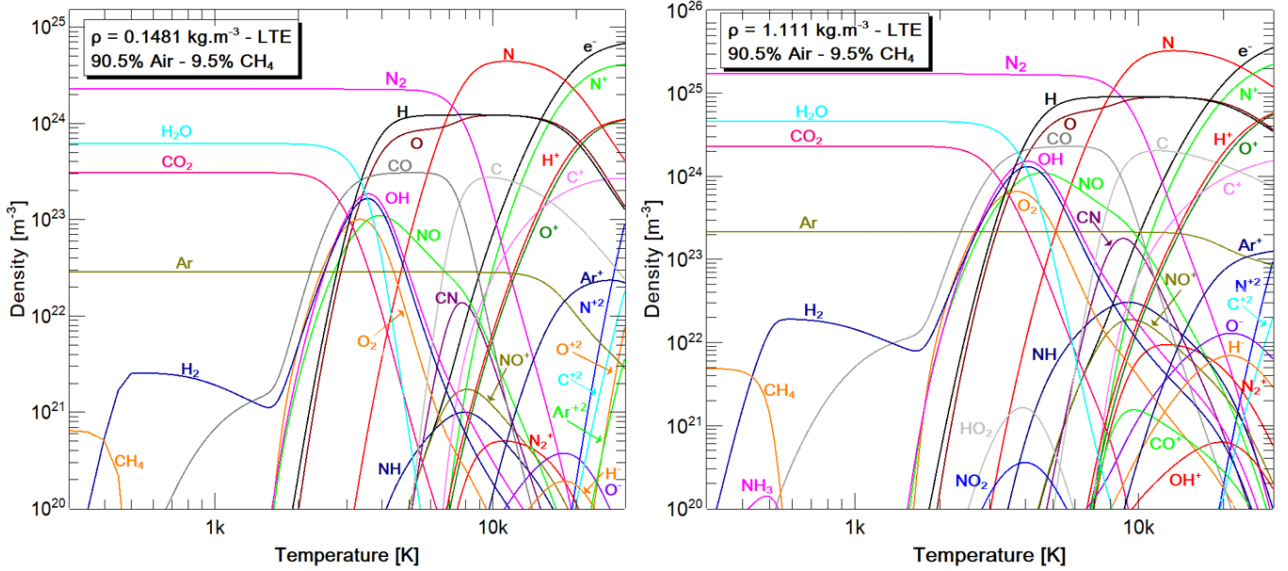 10²⁵
10²⁴
10²³
10²²
10²¹
10²⁰
Density [m⁻³]
ρ = 0.1481 kg.m⁻³ - LTE
90.5% Air - 9.5% CH₄
N
e⁻
N⁺
N₂
H
H₂O
O
CO₂
CO
H⁺
C
C⁺
OH
O⁺
NO
Ar
Ar⁺
CN
N⁺²
O₂
O⁺²
NO⁺
H₂
C⁺²
Ar⁺²
CH₄
NH
N₂⁺
H⁻
O⁻
1k
10k
Temperature [K]
10²⁶
10²⁵
10²⁴
10²³
10²²
10²¹
10²⁰
Density [m⁻³]
ρ = 1.111 kg.m⁻³ - LTE
90.5% Air - 9.5% CH₄
N
e⁻
N₂
N⁺
H
H₂O
O
CO₂
CO
H⁺
C
O⁺
OH
NO
C⁺
O₂
CN
Ar
Ar⁺
NO⁺
N⁺²
C⁺²
H₂
O⁻
NH
H⁻
CH₄
N₂⁺
HO₂
CO⁺
NO₂
NH₃
OH⁺
1k
10k
Temperature [K]